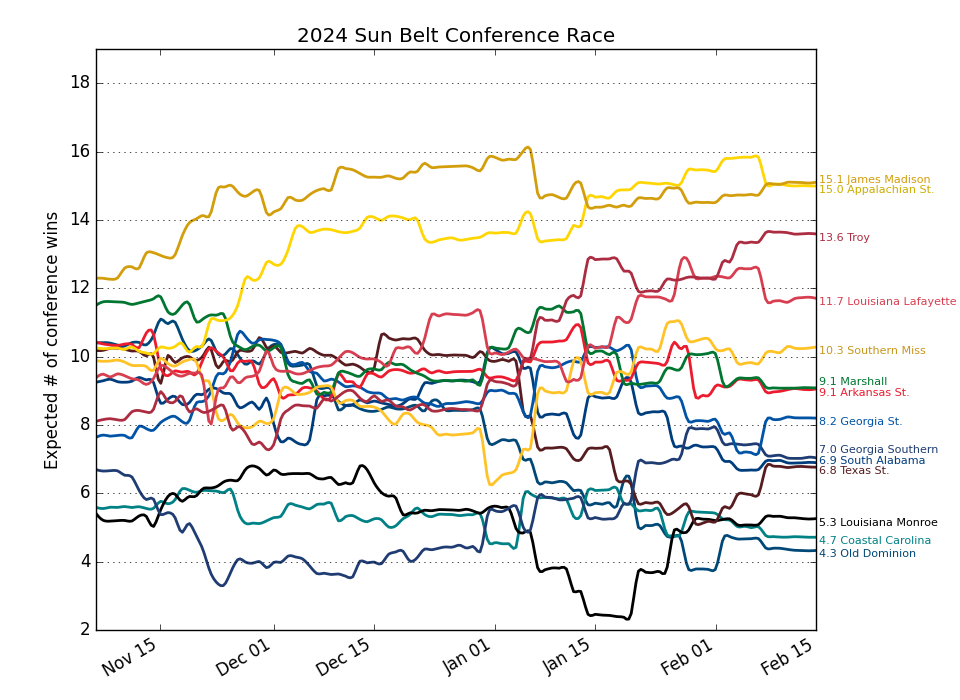 2024 Sun Belt Conference Race
Expected # of conference wins
18
16
14
12
10
8
6
4
2
15.1 James Madison
15.0 Appalachian St.
13.6 Troy
11.7 Louisiana Lafayette
10.3 Southern Miss
9.1 Marshall
9.1 Arkansas St.
8.2 Georgia St.
7.0 Georgia Southern
6.9 South Alabama
6.8 Texas St.
5.3 Louisiana Monroe
4.7 Coastal Carolina
4.3 Old Dominion
Nov 15
Dec 01
Dec 15
Jan 01
Jan 15
Feb 01
Feb 15